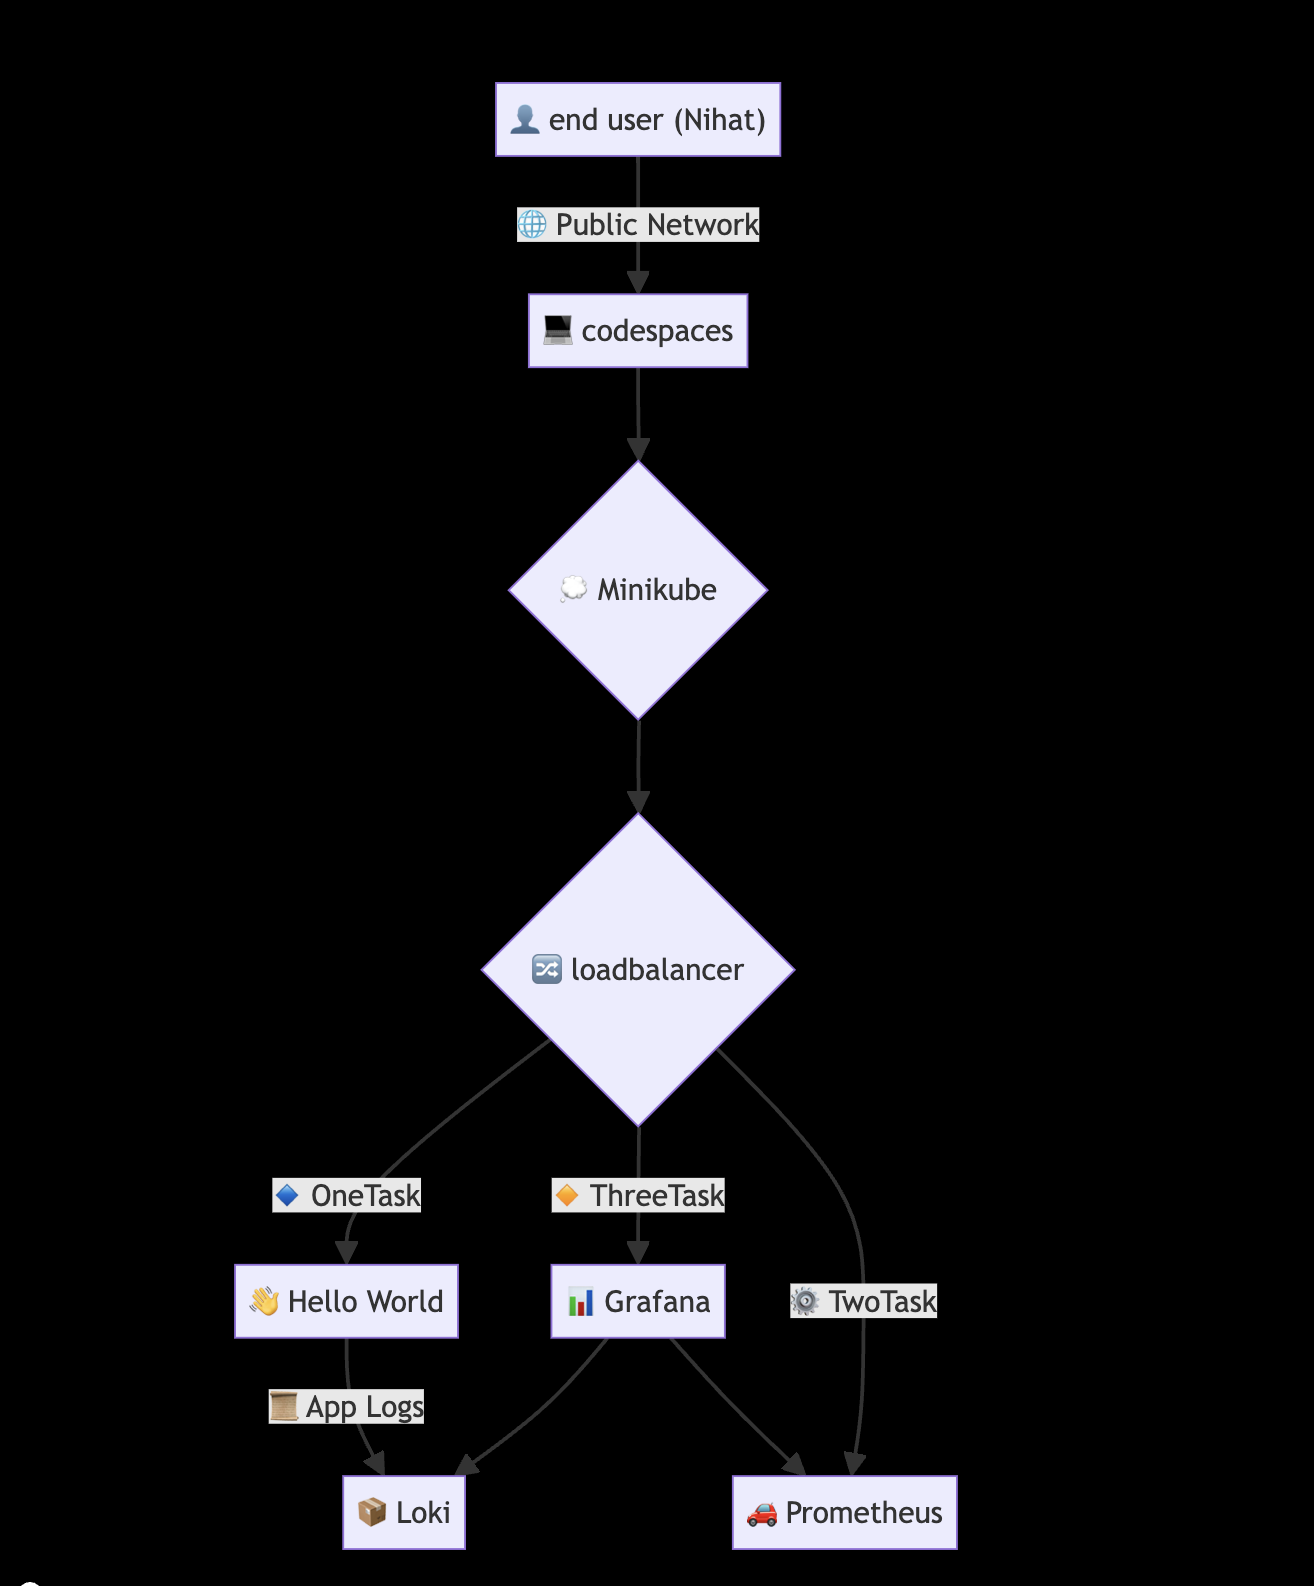 end user (Nihat)
Public Network
codespaces
Minikube
loadbalancer
OneTask
ThreeTask
Hello World
Grafana
TwoTask
App Logs
Loki
Prometheus